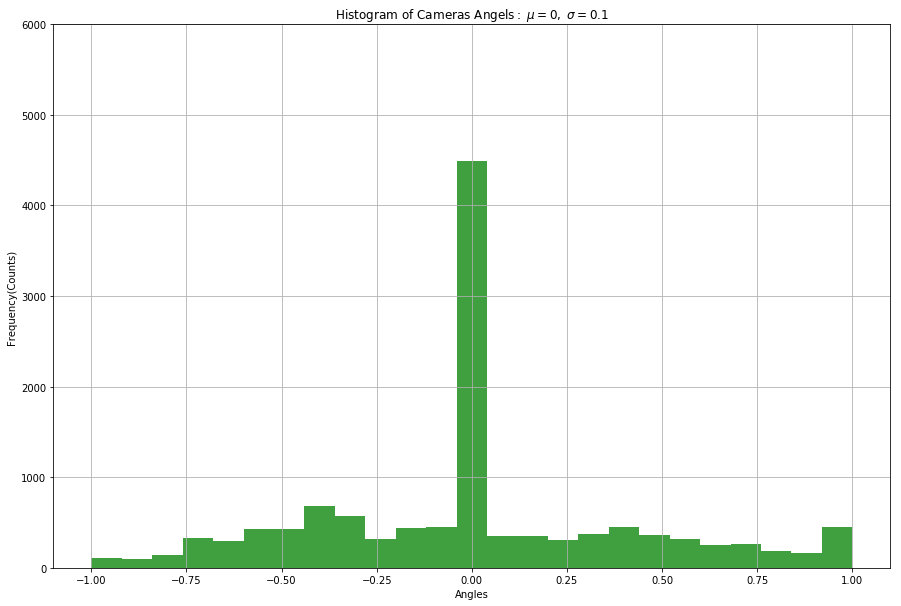 Histogram of Cameras Angels : μ = 0, σ = 0.1
6000
5000
4000
3000
2000
1000
0
Frequency(Counts)
−1.00 −0.75 −0.50 −0.25 0.00 0.25 0.50 0.75 1.00
Angles